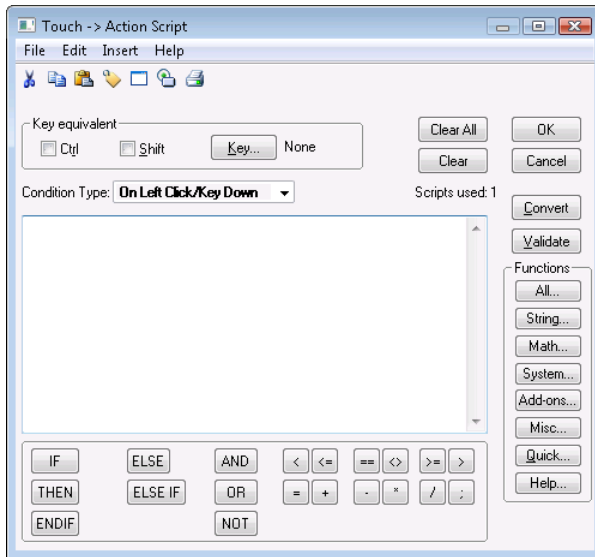 Touch -> Action Script
File Edit Insert Help
Key equivalent
Ctrl Shift Key... None
Clear All OK
Clear Cancel
Condition Type: On Left Click/Key Down Scripts used: 1
Convert
Validate
Functions
All...
String...
Math...
System...
Add-ons...
Misc...
Quick...
Help...
IF ELSE AND < <= == <> >= >
THEN ELSE IF OR = + - * / ;
ENDIF NOT